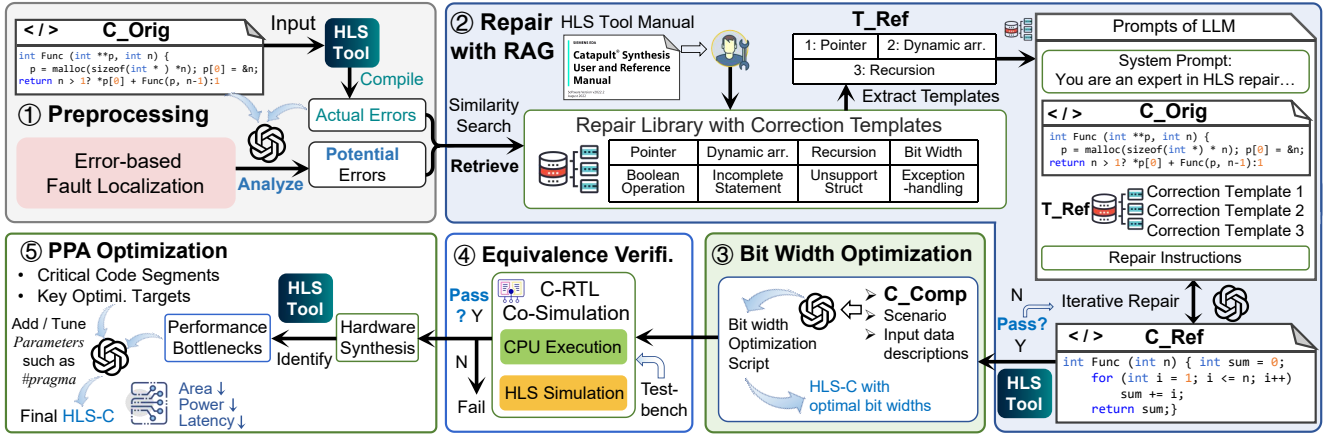 </ > C_Orig
int Func (int **p, int n) {
p = malloc(sizeof(int * ) *n); p[0] = &n;
return n > 1? *p[0] + Func(p, n-1):1
Input
HLS
Tool
Compile
① Preprocessing
Actual Errors
Error-based
Fault Localization
Analyze
Potential
Errors
Similarity
Search
Retrieve
② Repair
with RAG
HLS Tool Manual
SIEMENS EDA
Catapult® Synthesis
User and Reference
Manual
T_Ref
1: Pointer
2: Dynamic arr.
3: Recursion
Extract Templates
Repair Library with Correction Templates
Pointer
Dynamic arr.
Recursion
Bit Width
Boolean
Operation
Incomplete
Statement
Unsupport
Struct
Exception
-handling
Prompts of LLM
System Prompt:
You are an expert in HLS repair…
</ > C_Orig
int Func (int **p, int n) {
p = malloc(sizeof(int *) * n); p[0] = &n;
return n > 1? *p[0] + Func(p, n-1):1
T_Ref
Correction Template 1
Correction Template 2
Correction Template 3
Repair Instructions
N
Pass?
Y
Iterative Repair
</ > C_Ref
int Func (int n) { int sum = 0;
for (int i = 1; i <= n; i++)
sum += i;
return sum;}
HLS
Tool
③ Bit Width Optimization
Bit width
Optimization
Script
➢ C_Comp
➢ Scenario
➢ Input data
descriptions
HLS-C with
optimal bit widths
④ Equivalence Verifi.
C-RTL
Co-Simulation
CPU Execution
HLS Simulation
Test-
bench
Pass
? Y
N
Fail
⑤ PPA Optimization
• Critical Code Segments
• Key Optimi. Targets
HLS
Tool
Hardware
Synthesis
Identify
Performance
Bottlenecks
Add / Tune
Parameters
such as
#pragma
Final HLS-C
Area↓
Power↓
Latency↓